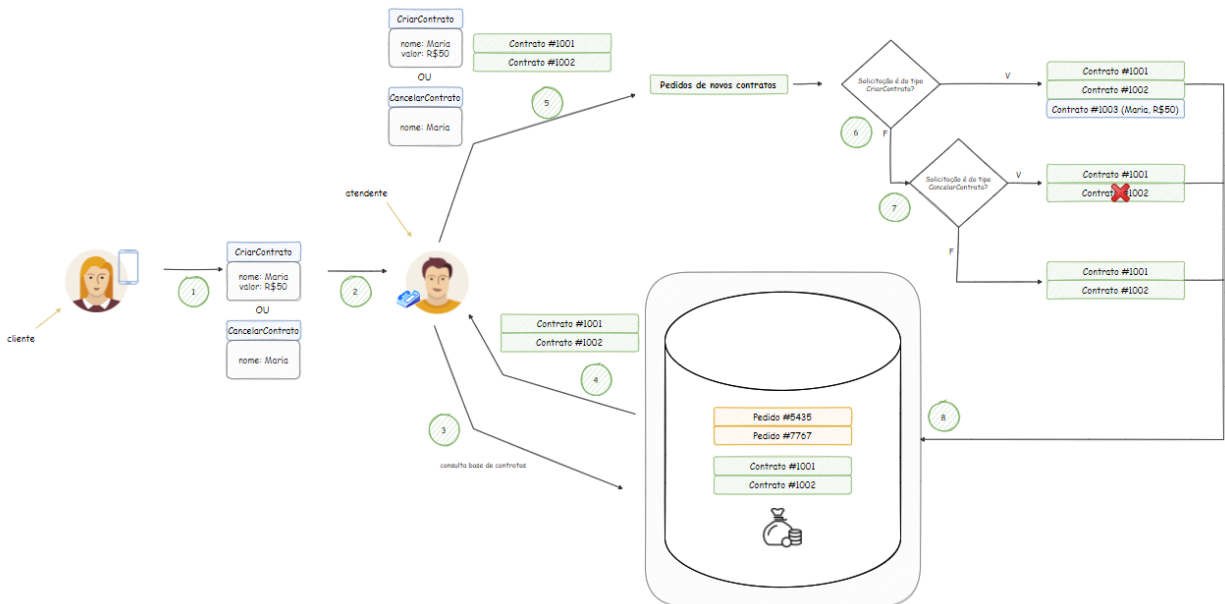 CriarContrato
nome: Maria
valor: R$50
OU
CancelarContrato
nome: Maria
Contrato #1001
Contrato #1002
5
Pedidos de novos contratos
Solicitação é do tipo
CriarContrato?
V
6
F
Contrato #1001
Contrato #1002
Contrato #1003 (Maria, R$50)
Solicitação é do tipo
CancelarContrato?
V
7
F
Contrato #1001
Contrato #1002
Contrato #1001
Contrato #1002
atendente
cliente
1
CriarContrato
nome: Maria
valor: R$50
OU
CancelarContrato
nome: Maria
2
Contrato #1001
Contrato #1002
4
3
consulta base de contratos
Pedido #5435
Pedido #7767
Contrato #1001
Contrato #1002
8